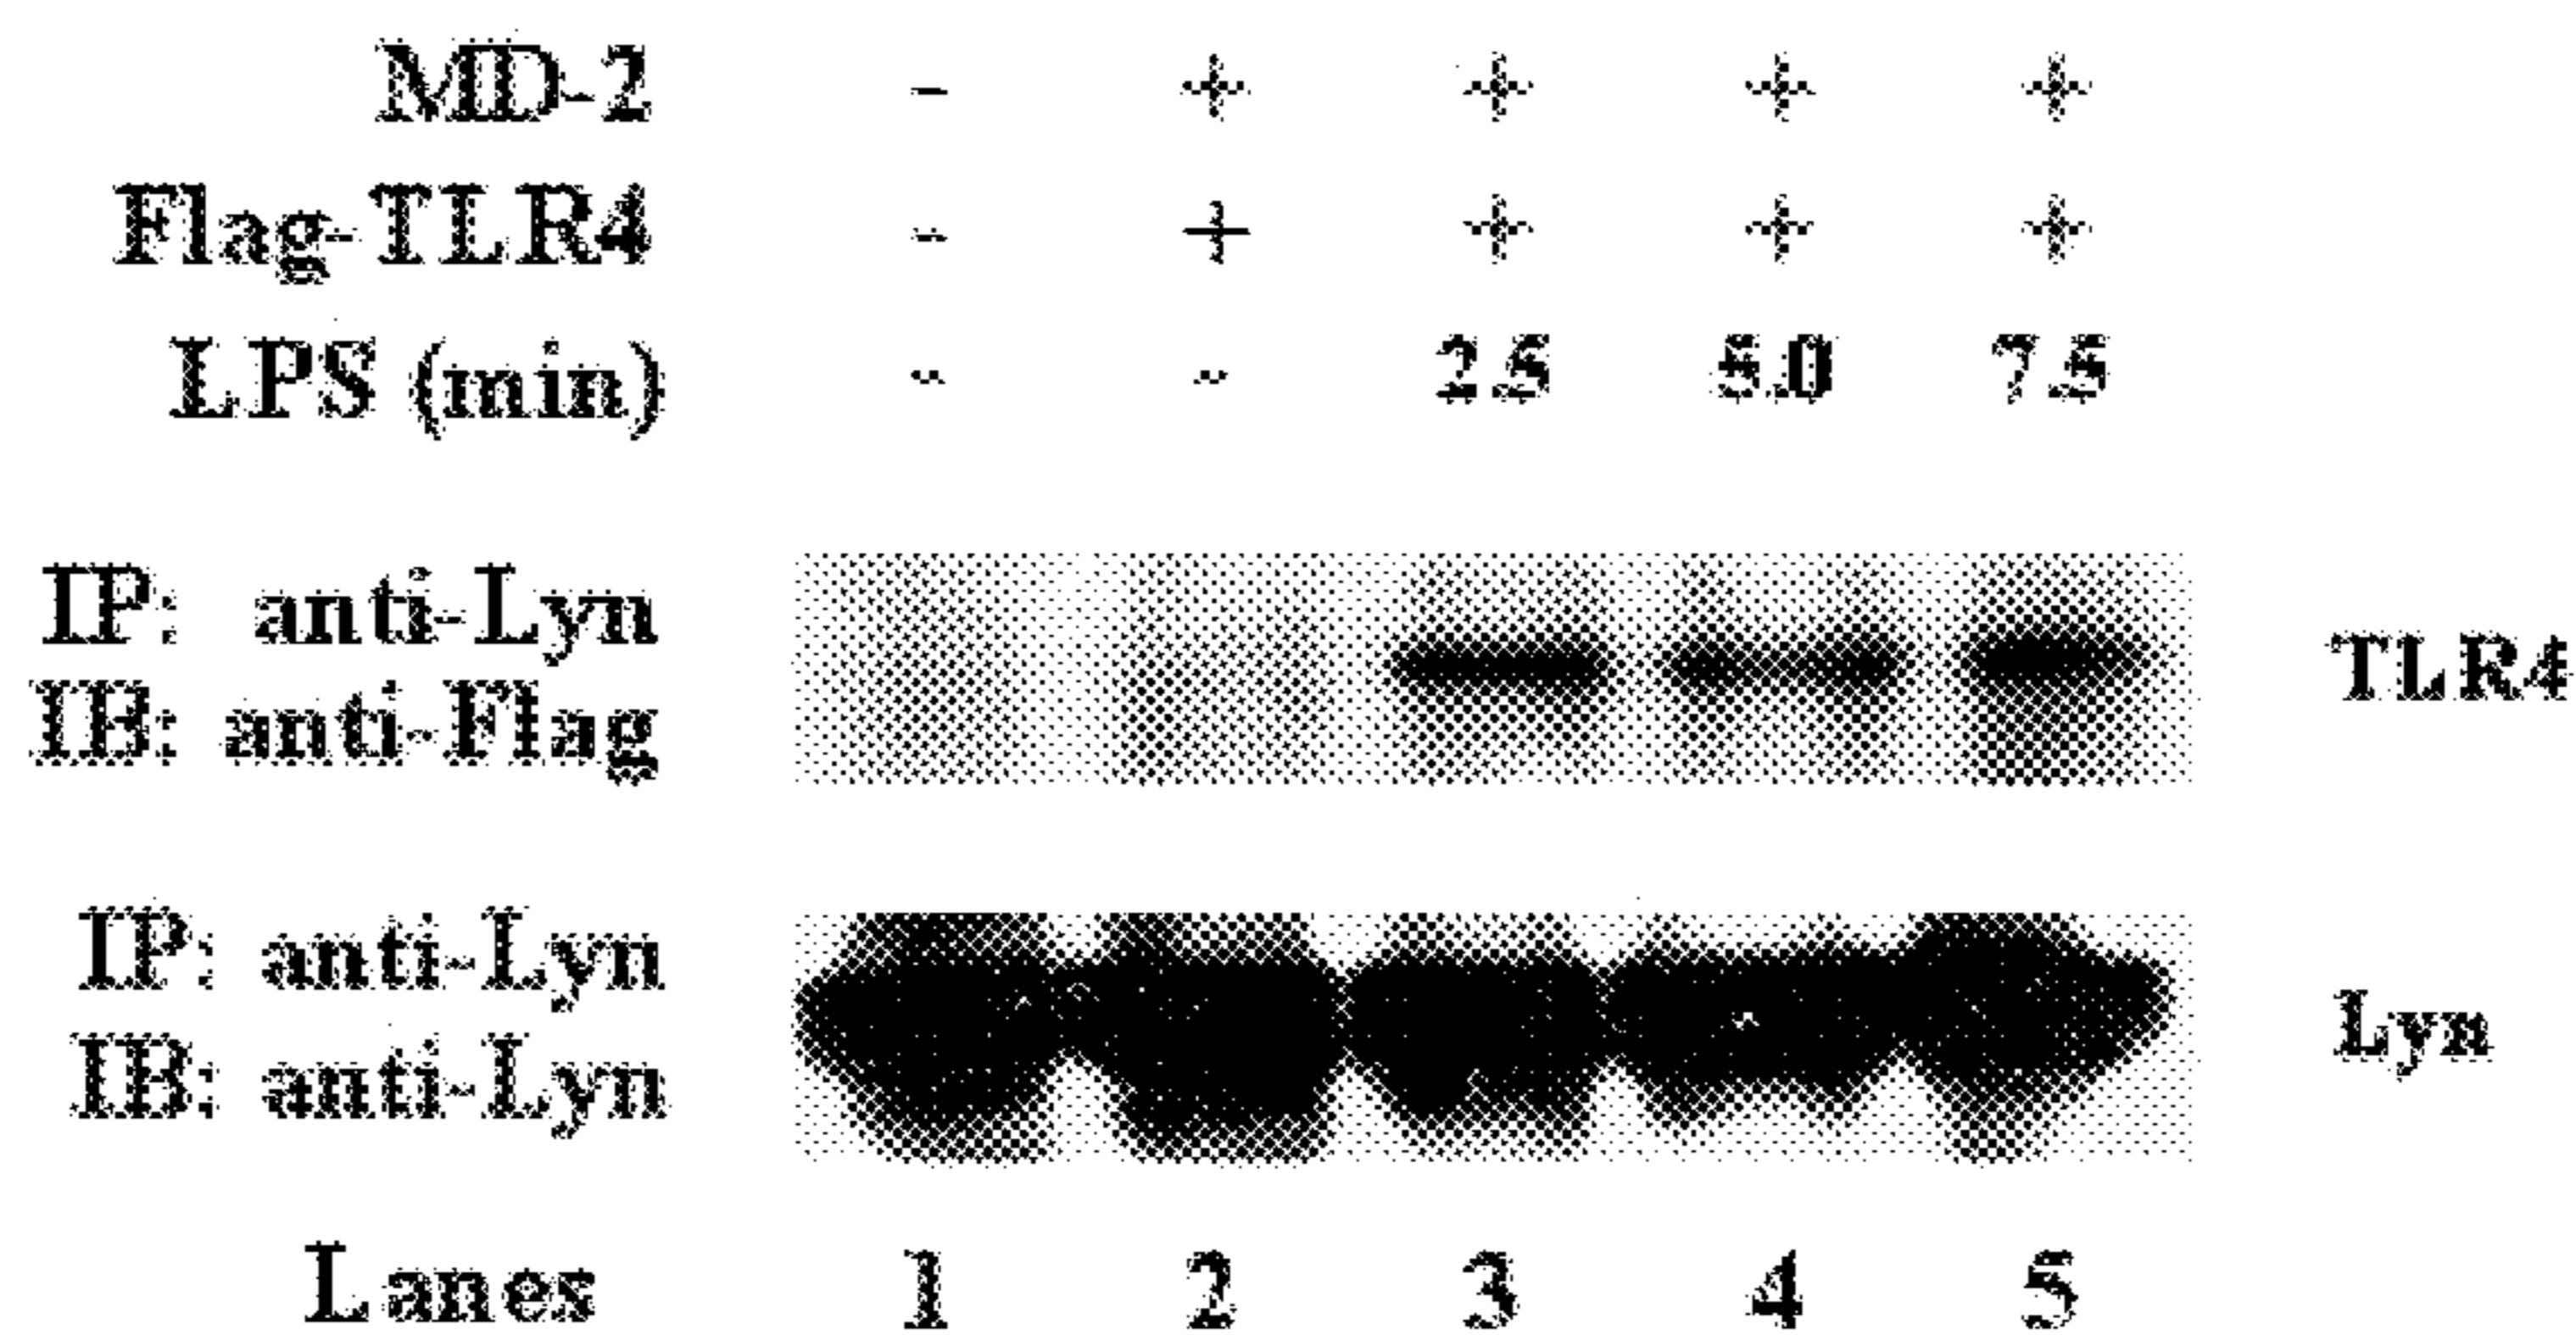 MD-2 - + + + +
Flag-TLR4 - + + + +
LPS (min) - - 2.5 5.0 7.5
IP: anti-Lyn
IB: anti-Flag
TLR4
IP: anti-Lyn
IB: anti-Lyn
Lyn
Lanes 1 2 3 4 5